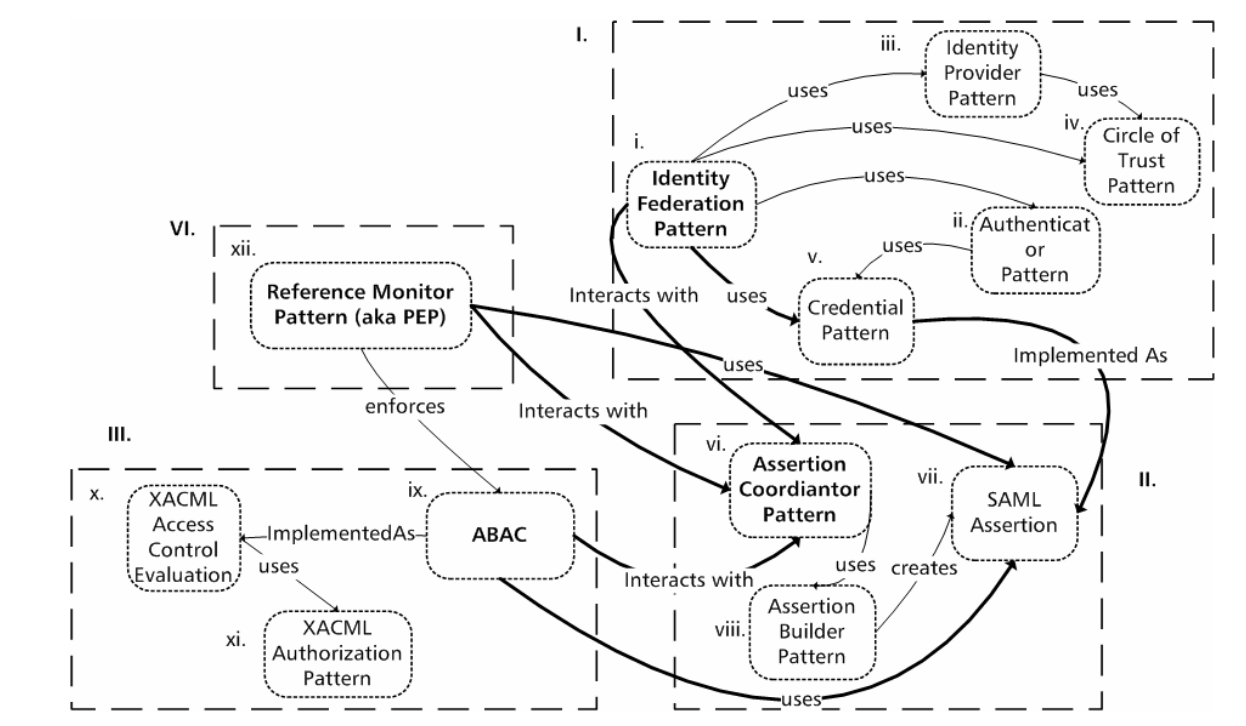 I.
iii.
Identity
Provider
Pattern
uses
uses
iv.
Circle of
Trust
Pattern
uses
i.
Identity
Federation
Pattern
uses
ii.
Authenticat
or
Pattern
uses
v.
Credential
Pattern
uses
Interacts with
Implemented As
VI.
xii.
Reference Monitor
Pattern (aka PEP)
uses
enforces
Interacts with
III.
x.
XACML
Access
Control
Evaluation
ix.
ABAC
ImplementedAs
uses
xi.
XACML
Authorization
Pattern
II.
vi.
Assertion
Coordiantor
Pattern
vii.
SAML
Assertion
Interacts with
uses
creates
viii.
Assertion
Builder
Pattern
uses